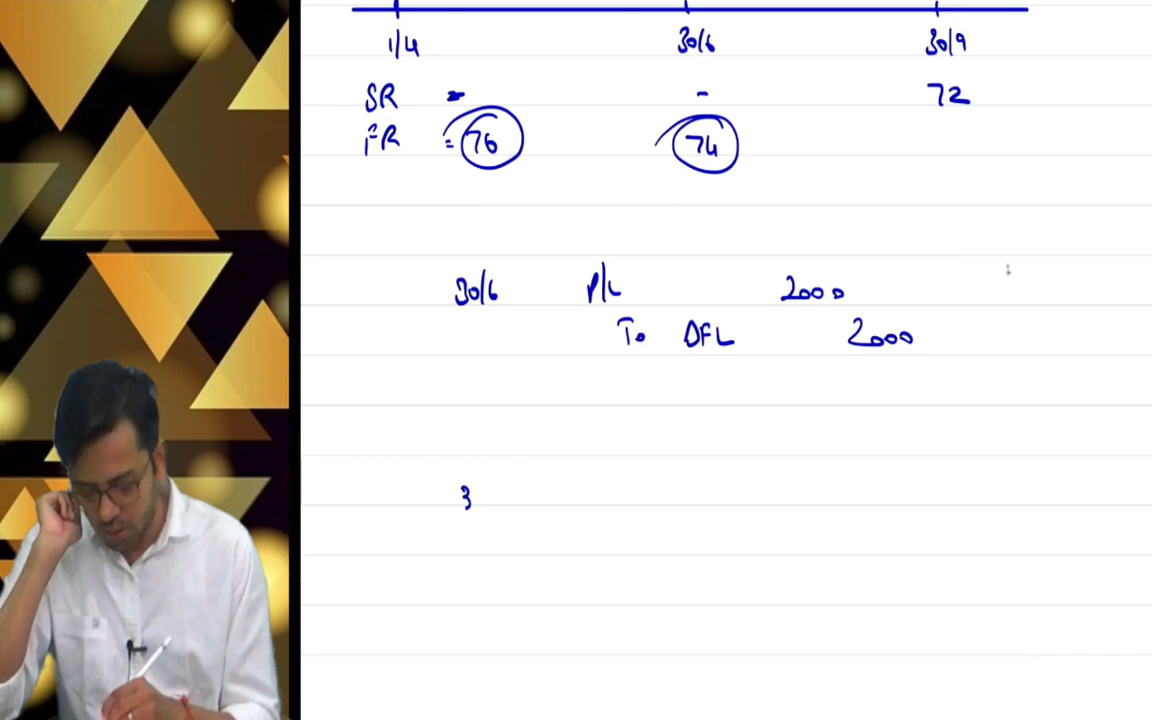 1/4 30/6 30/9
SR - - 72
FR = 76 74
30/6 P/L 2000
To DFL 2000
3